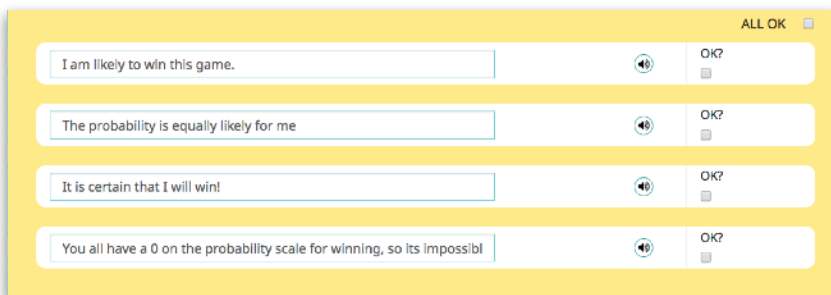 ALL OK
I am likely to win this game.
OK?
The probability is equally likely for me
OK?
It is certain that I will win!
OK?
You all have a 0 on the probability scale for winning, so its impossibl
OK?